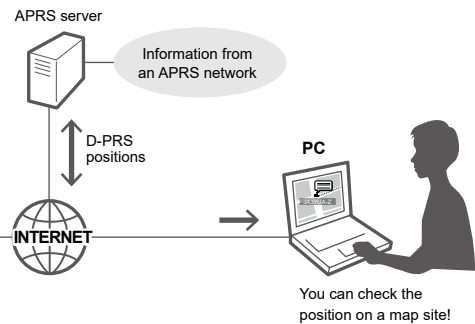 APRS server
Information from
an APRS network
D-PRS
positions
PC
INTERNET
You can check the
position on a map site!